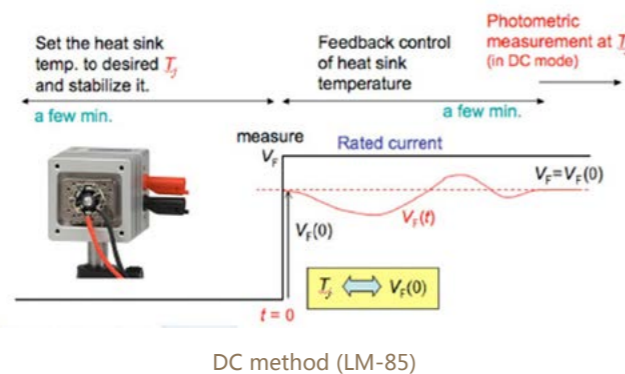 Set the heat sink
temp. to desired Tj
and stabilize it.
a few min.
Feedback control
of heat sink
temperature
a few min.
Photometric
measurement at Tj
(in DC mode)
measure
VF
Rated current
VF=VF(0)
VF(t)
VF(0)
Tj VF(0)
t = 0
DC method (LM-85)